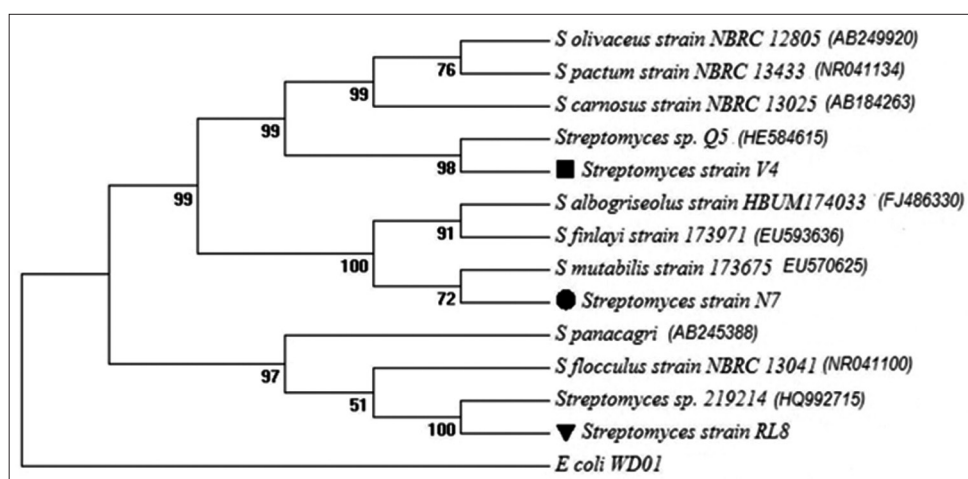 S olivaceus strain NBRC 12805 (AB249920)
76
S pactum strain NBRC 13433 (NR041134)
99
S carnosus strain NBRC 13025 (AB184263)
99
Streptomyces sp. Q5 (HE584615)
98
Streptomyces strain V4
99
S albogriseolus strain HBUM174033 (FJ486330)
91
S finlayi strain 173971 (EU593636)
100
S mutabilis strain 173675 EU570625)
72
Streptomyces strain N7
S panacagri (AB245388)
97
S flocculus strain NBRC 13041 (NR041100)
51
Streptomyces sp. 219214 (HQ992715)
100
Streptomyces strain RL8
E coli WD01